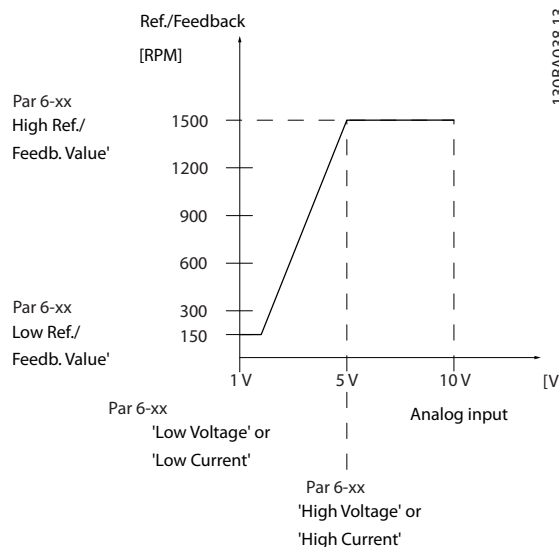 Ref./Feedback
[RPM]
130BA038.13
Par 6-xx
High Ref./
Feedb. Value'
1500
1200
900
600
300
150
Par 6-xx
Low Ref./
Feedb. Value'
1 V
5 V
10 V
[V
Par 6-xx
'Low Voltage' or
'Low Current'
Analog input
Par 6-xx
'High Voltage' or
'High Current'